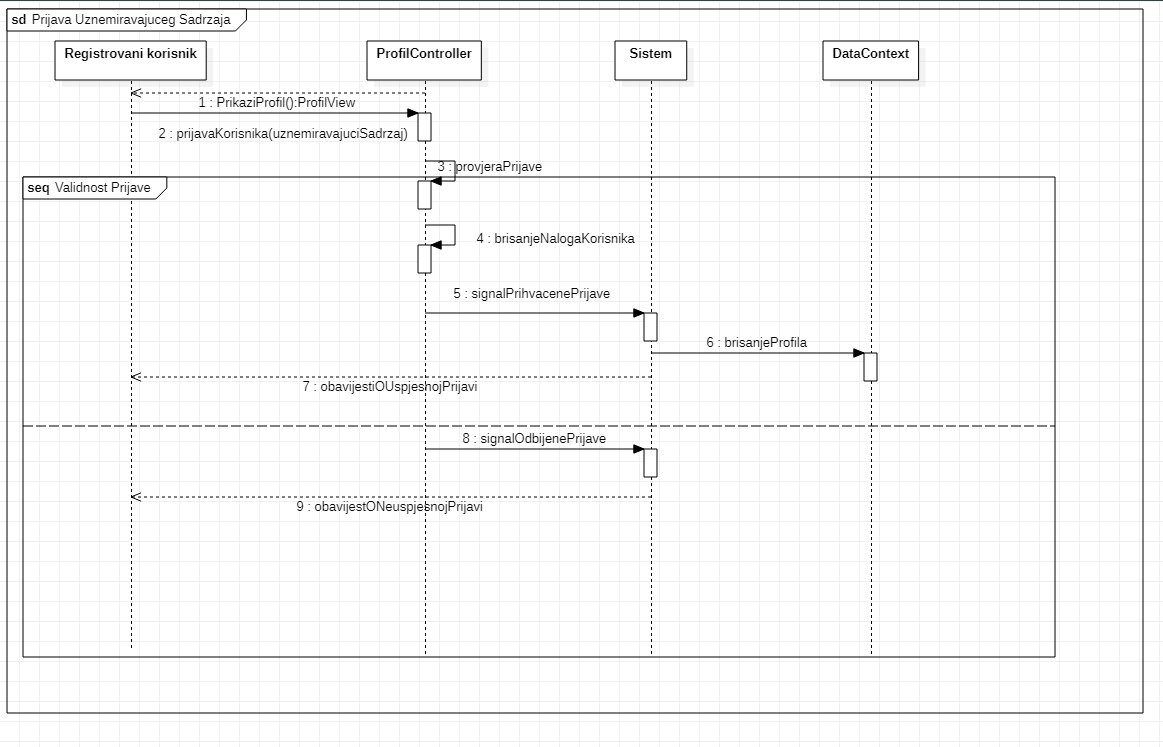 sd Prijava Uznemiravajuceg Sadrzaja
Registrovani korisnik
ProfilController
Sistem
DataContext
1 : PrikaziProfil():ProfilView
2 : prijavaKorisnika(uznemiravajuciSadrzaj)
3 : provjeraPrijave
seq Validnost Prijave
4 : brisanjeNalogaKorisnika
5 : signalPrihvacenePrijave
6 : brisanjeProfila
7 : obavijestiOUspjesnojPrijavi
8 : signalOdbijenePrijave
9 : obavijestONeuspjesnojPrijavi